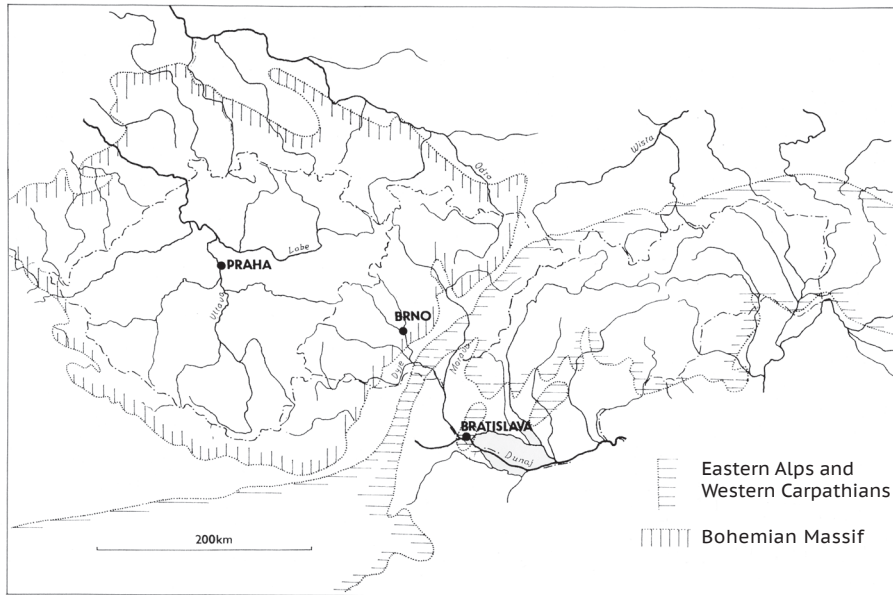 Wisla
Odra
Labe
PRAHA
Vltava
BRNO
Dyje
Morava
BRATISLAVA
Dunaj
Eastern Alps and
Western Carpathians
200km
Bohemian Massif